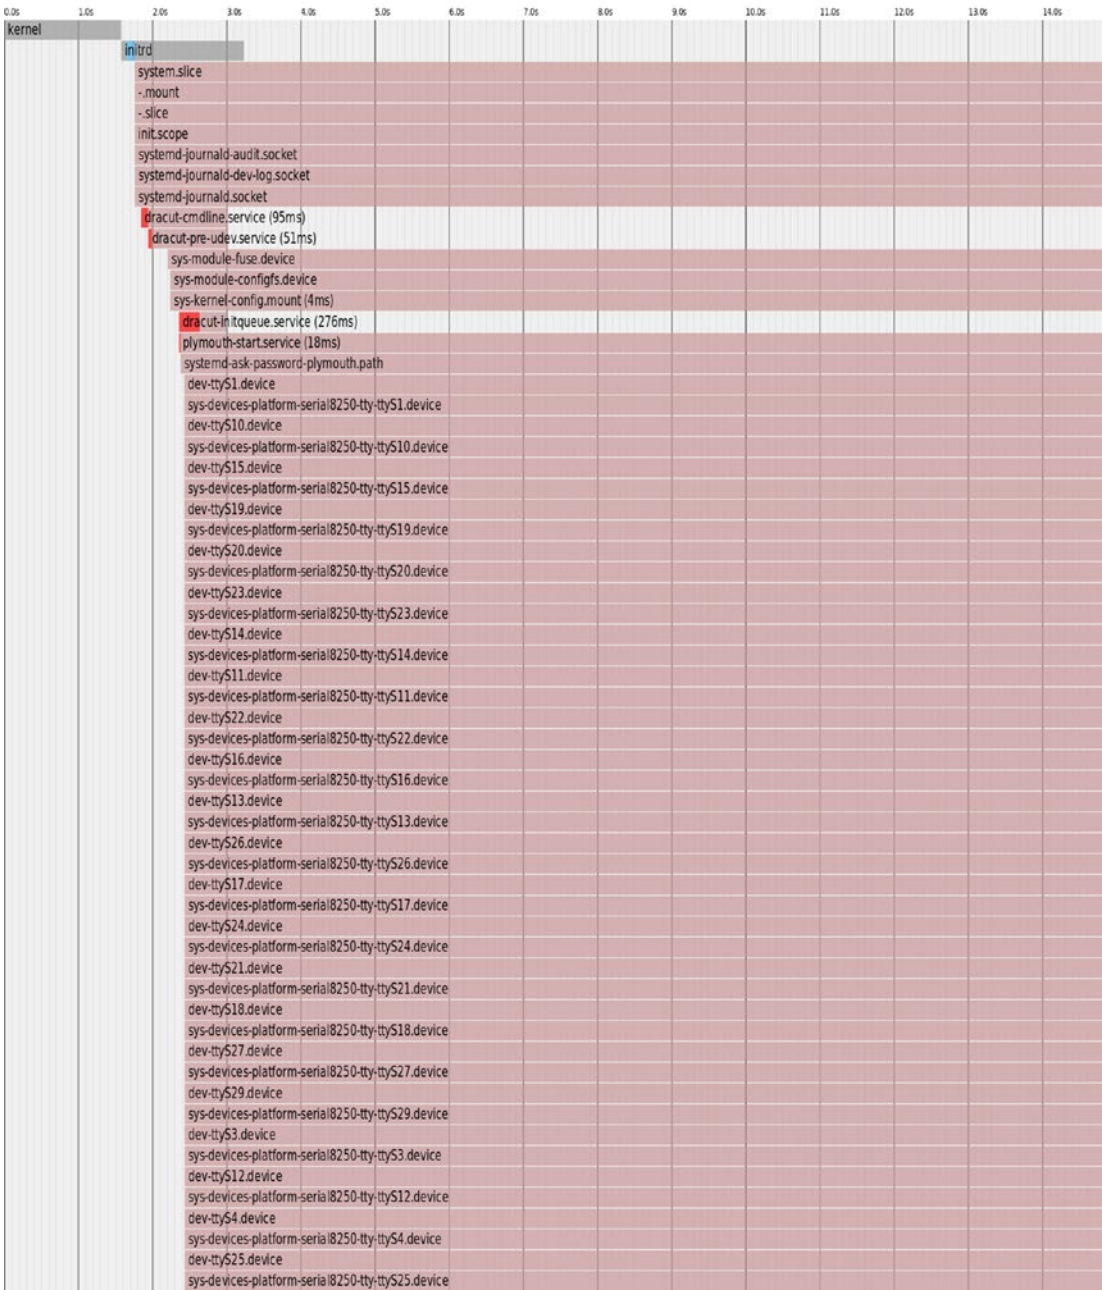 0.0s 1.0s 2.0s 3.0s 4.0s 5.0s 6.0s 7.0s 8.0s 9.0s 10.0s 11.0s 12.0s 13.0s 14.0s
kernel
initrd
system.slice
-.mount
-.slice
init.scope
systemd-journald-audit.socket
systemd-journald-dev-log.socket
systemd-journald.socket
dracut-cmdline.service (95ms)
dracut-pre-udev.service (51ms)
sys-module-fuse.device
sys-module-configfs.device
sys-kernel-config.mount (4ms)
dracut-initqueue.service (276ms)
plymouth-start.service (18ms)
systemd-ask-password-plymouth.path
dev-ttyS1.device
sys-devices-platform-serial8250-tty-ttyS1.device
dev-ttyS10.device
sys-devices-platform-serial8250-tty-ttyS10.device
dev-ttyS15.device
sys-devices-platform-serial8250-tty-ttyS15.device
dev-ttyS19.device
sys-devices-platform-serial8250-tty-ttyS19.device
dev-ttyS20.device
sys-devices-platform-serial8250-tty-ttyS20.device
dev-ttyS23.device
sys-devices-platform-serial8250-tty-ttyS23.device
dev-ttyS14.device
sys-devices-platform-serial8250-tty-ttyS14.device
dev-ttyS11.device
sys-devices-platform-serial8250-tty-ttyS11.device
dev-ttyS22.device
sys-devices-platform-serial8250-tty-ttyS22.device
dev-ttyS16.device
sys-devices-platform-serial8250-tty-ttyS16.device
dev-ttyS13.device
sys-devices-platform-serial8250-tty-ttyS13.device
dev-ttyS26.device
sys-devices-platform-serial8250-tty-ttyS26.device
dev-ttyS17.device
sys-devices-platform-serial8250-tty-ttyS17.device
dev-ttyS24.device
sys-devices-platform-serial8250-tty-ttyS24.device
dev-ttyS21.device
sys-devices-platform-serial8250-tty-ttyS21.device
dev-ttyS18.device
sys-devices-platform-serial8250-tty-ttyS18.device
dev-ttyS27.device
sys-devices-platform-serial8250-tty-ttyS27.device
dev-ttyS29.device
sys-devices-platform-serial8250-tty-ttyS29.device
dev-ttyS3.device
sys-devices-platform-serial8250-tty-ttyS3.device
dev-ttyS12.device
sys-devices-platform-serial8250-tty-ttyS12.device
dev-ttyS4.device
sys-devices-platform-serial8250-tty-ttyS4.device
dev-ttyS25.device
sys-devices-platform-serial8250-tty-ttyS25.device